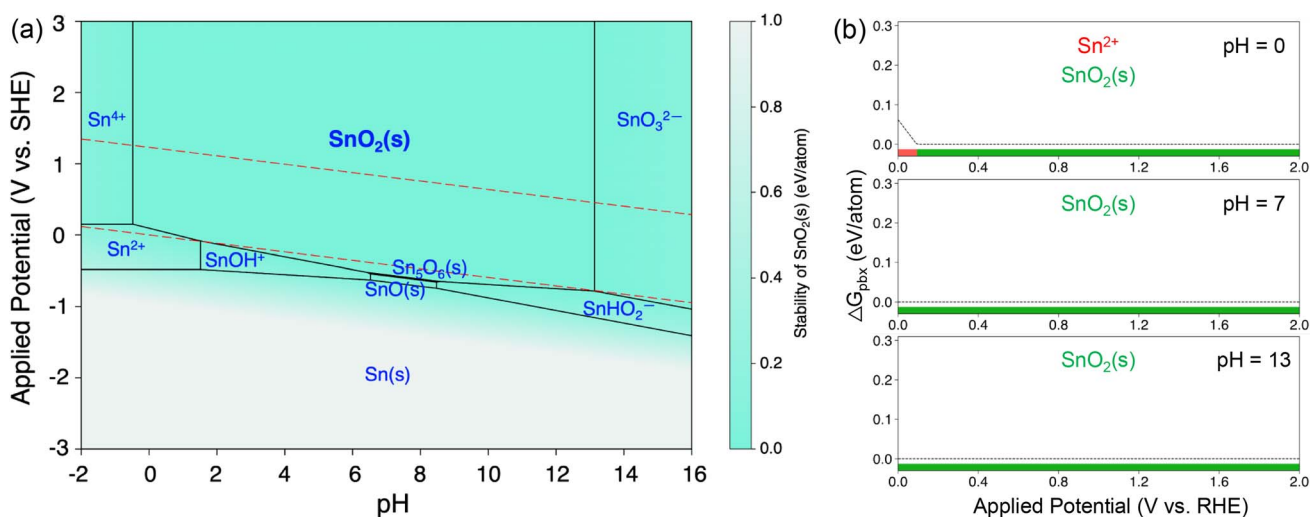 (a)
Applied Potential (V vs. SHE)
3
2
1
0
-1
-2
-3
Sn⁴⁺
SnO₂(s)
SnO₃²⁻
Sn²⁺
SnOH⁺
Sn₅O₆(s)
SnO(s)
SnHO₂⁻
Sn(s)
-2 0 2 4 6 8 10 12 14 16
pH
1.0
0.8
0.6
0.4
0.2
0.0
Stability of SnO₂(s) (eV/atom)
(b)
△G_pbx (eV/atom)
0.3
0.2
0.1
0.0
Sn²⁺ pH = 0
SnO₂(s)
0.0 0.4 0.8 1.2 1.6 2.0
0.3
0.2
0.1
0.0
SnO₂(s) pH = 7
0.0 0.4 0.8 1.2 1.6 2.0
0.3
0.2
0.1
0.0
SnO₂(s) pH = 13
0.0 0.4 0.8 1.2 1.6 2.0
Applied Potential (V vs. RHE)